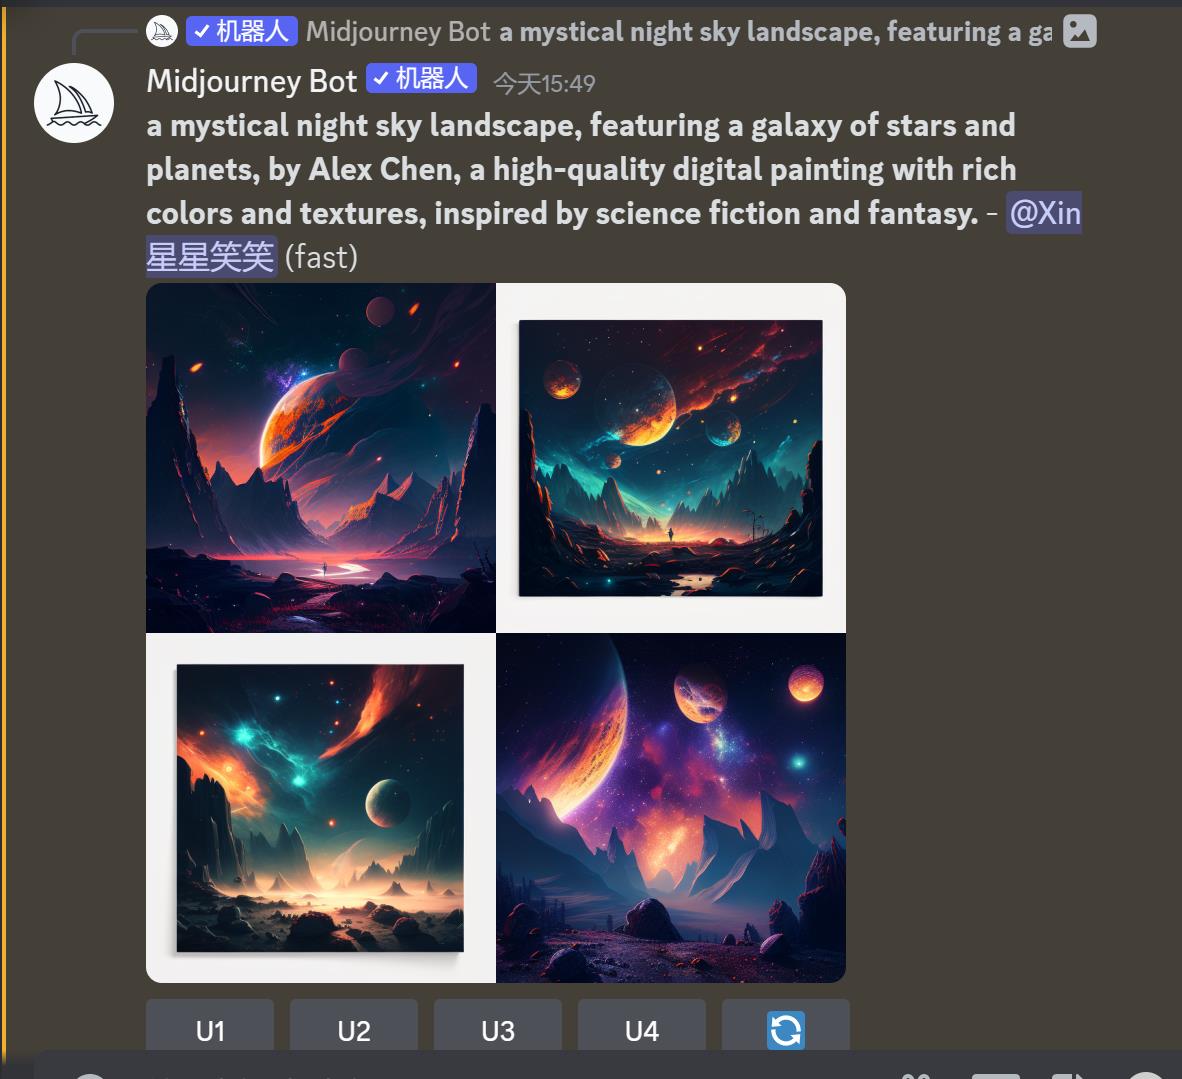 机器人 Midjourney Bot a mystical night sky landscape, featuring a ga
Midjourney Bot 机器人 今天15:49
a mystical night sky landscape, featuring a galaxy of stars and
planets, by Alex Chen, a high-quality digital painting with rich
colors and textures, inspired by science fiction and fantasy. - @Xin
星星笑笑 (fast)
U1 U2 U3 U4